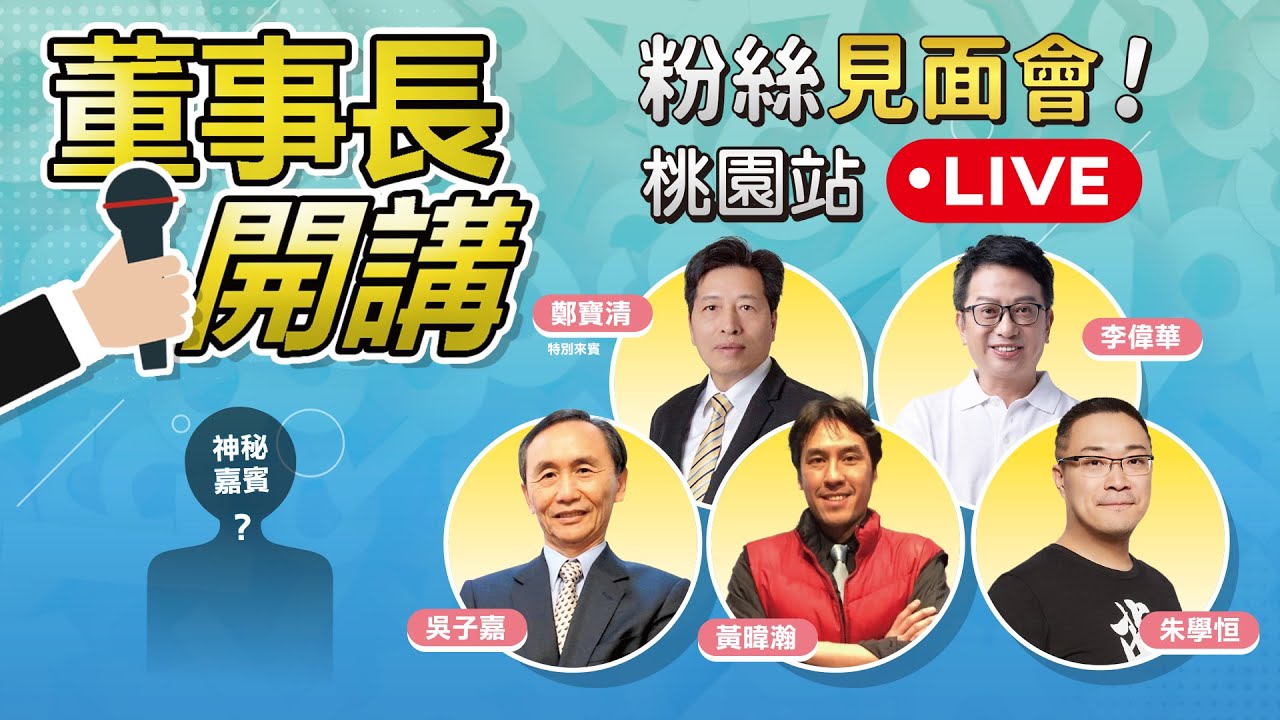 董事長
開講
粉絲見面會!
桃園站
•LIVE
鄭寶清
特別來賓
李偉華
神秘
嘉賓
?
吳子嘉
黃暐瀚
朱學恒